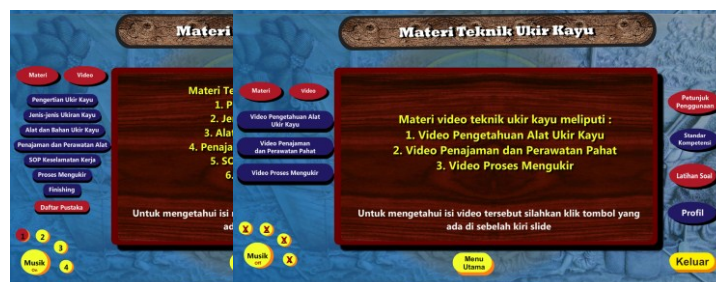 Materi
Materi
Video
Pengertian Ukir Kayu
Jenis-jenis Ukiran Kayu
Alat dan Bahan Ukir Kayu
Penajaman dan Perawatan Alat
SOP Keselamatan Kerja
Proses Mengukir
Finishing
Daftar Pustaka
Materi Te
1. P
2. Je
3. Alat
4. Penaja
5. SO
6.
Untuk mengetahui isi
ad
1
2
3
4
Musik
On
Materi Teknik Ukir Kayu
Materi
Video
Video Pengetahuan Alat
Ukir Kayu
Video Penajaman
dan Perawatan Pahat
Video Proses Mengukir
Materi video teknik ukir kayu meliputi :
1. Video Pengetahuan Alat Ukir Kayu
2. Video Penajaman dan Perawatan Pahat
3. Video Proses Mengukir
Untuk mengetahui isi video tersebut silahkan klik tombol yang
ada di sebelah kiri slide
Petunjuk
Penggunaan
Standar
Kompetensi
Latihan Soal
Profil
X
X
X
X
Musik
Off
Menu
Utama
Keluar